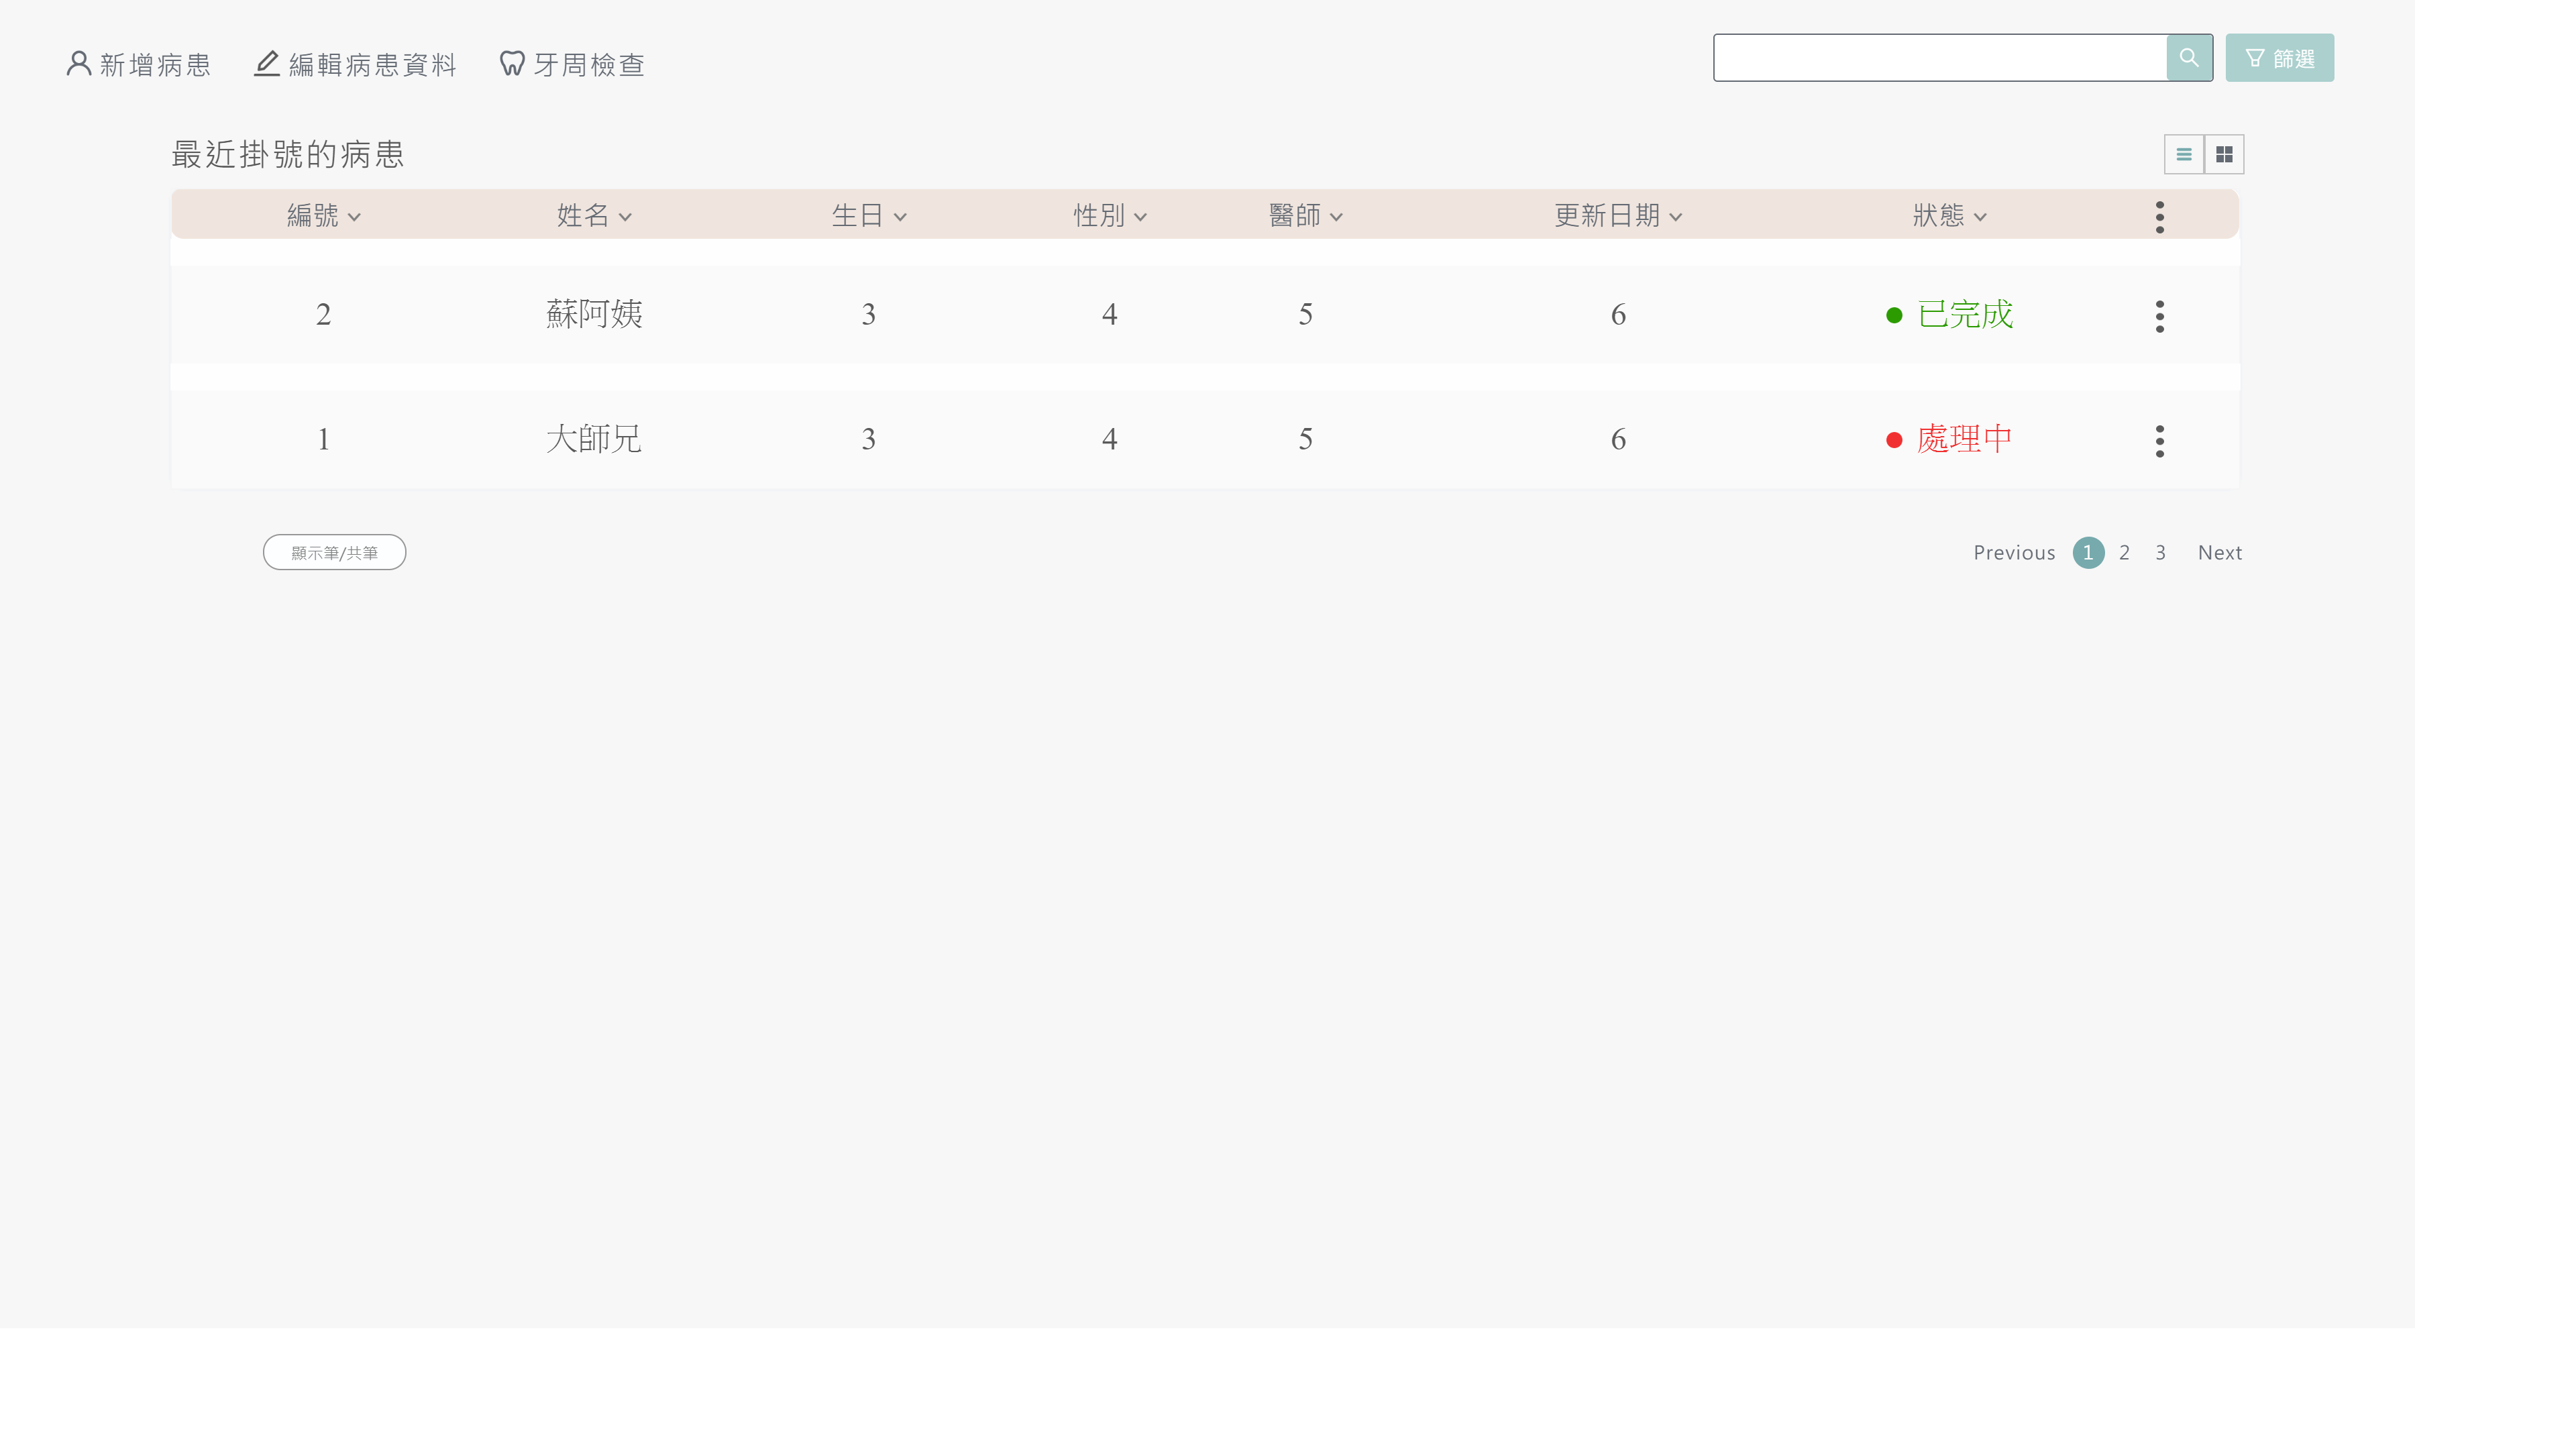 新增病患 編輯病患資料 牙周檢查 篩選
最近掛號的病患
編號 姓名 生日 性別 醫師 更新日期 狀態
2 蘇阿姨 3 4 5 6 已完成
1 大師兄 3 4 5 6 處理中
顯示筆/共筆 Previous 1 2 3 Next